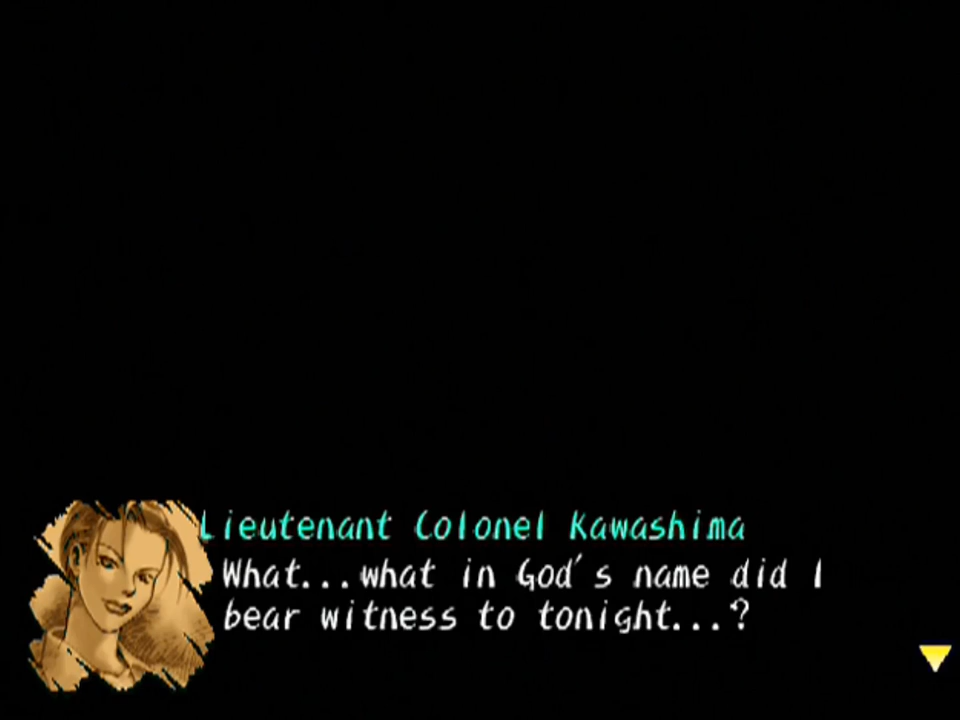 Lieutenant Colonel Kawashima
What...what in God's name did I
bear witness to tonight...?